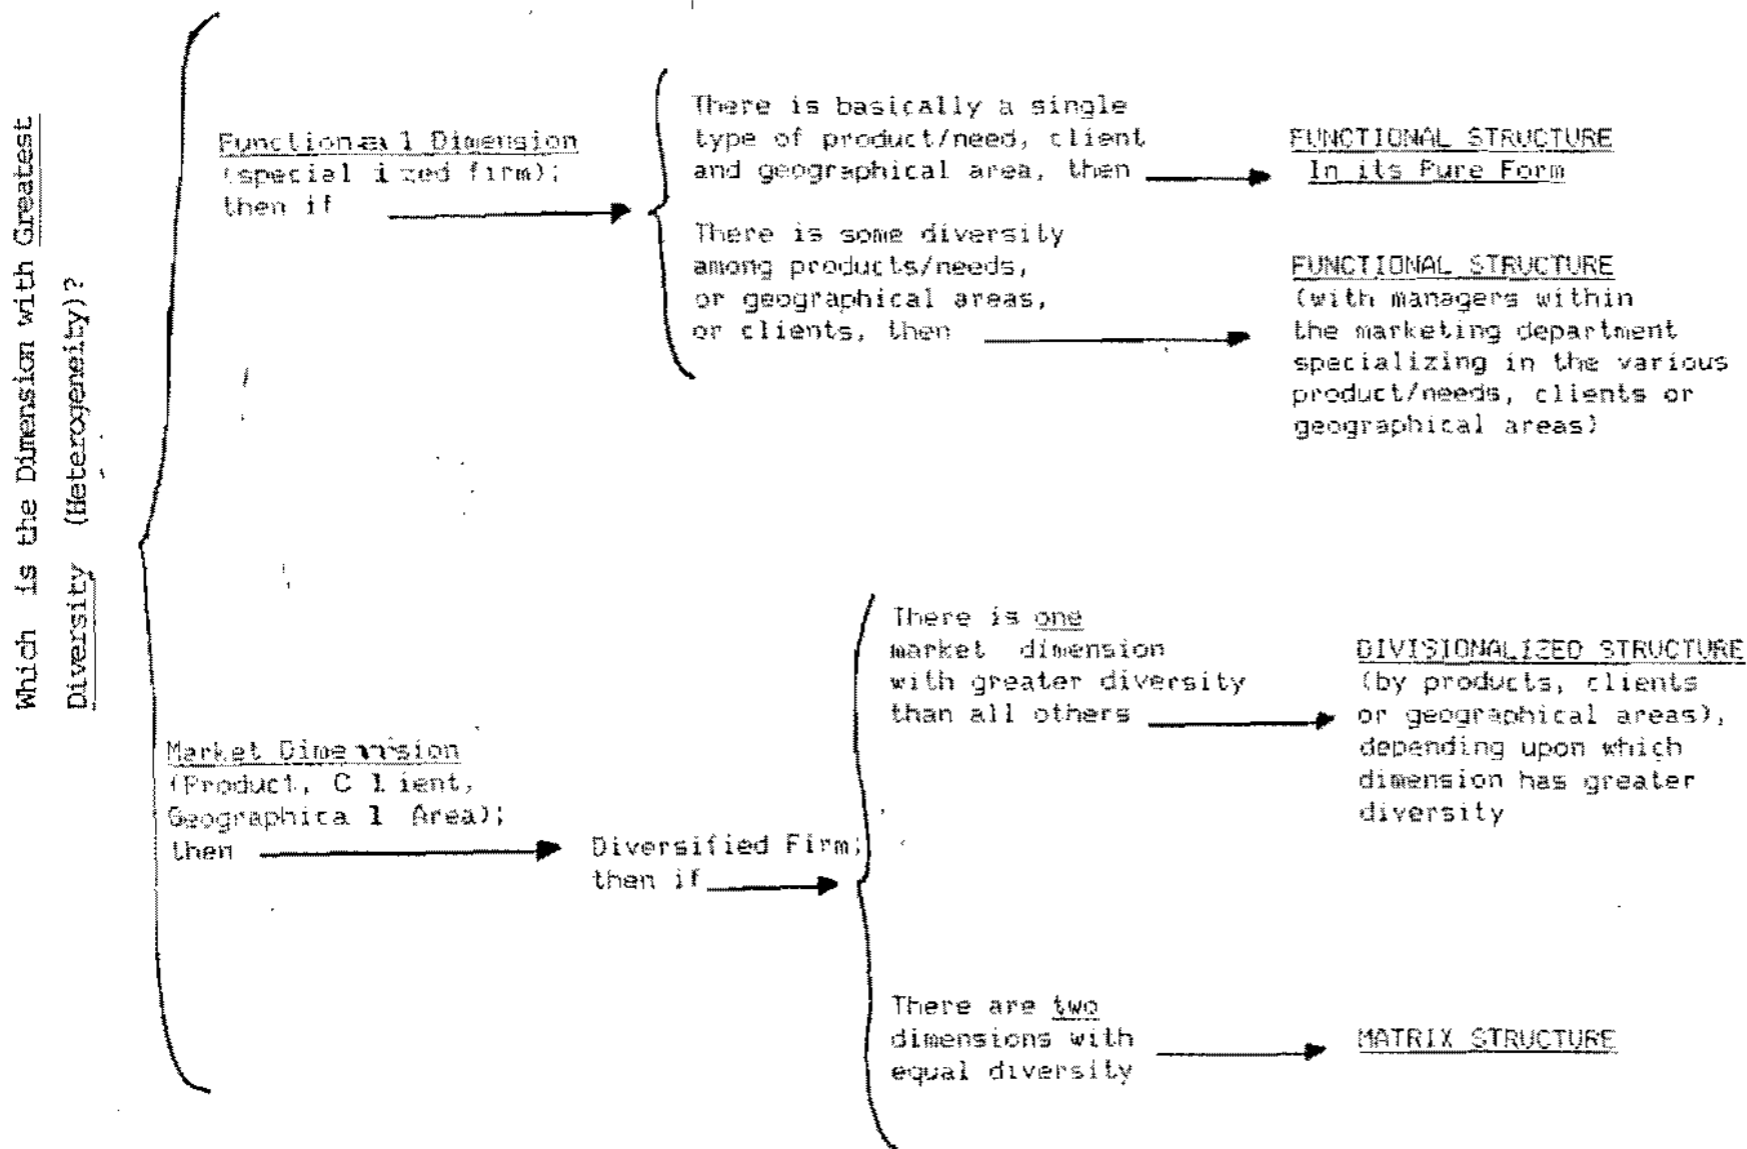 Which is the Dimension with Greatest
Diversity (Heterogeneity)?
Functional Dimension
(specialized firm);
then if
There is basically a single
type of product/need, client
and geographical area, then
FUNCTIONAL STRUCTURE
In its Pure Form
There is some diversity
among products/needs,
or geographical areas,
or clients, then
FUNCTIONAL STRUCTURE
(with managers within
the marketing department
specializing in the various
product/needs, clients or
geographical areas)
Market Dimension
(Product, Client,
Geographical Area);
then
Diversified Firm;
then if
There is one
market dimension
with greater diversity
than all others
DIVISIONALIZED STRUCTURE
(by products, clients
or geographical areas),
depending upon which
dimension has greater
diversity
There are two
dimensions with
equal diversity
MATRIX STRUCTURE